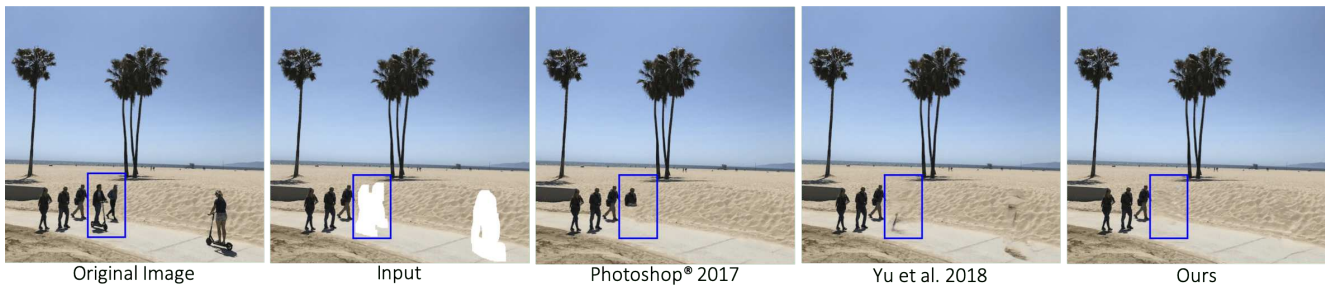 Original Image
Input
Photoshop® 2017
Yu et al. 2018
Ours